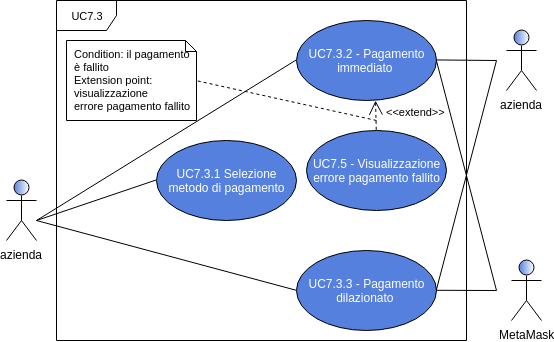 UC7.3
Condition: il pagamento
è fallito
Extension point:
visualizzazione
errore pagamento fallito
UC7.3.2 - Pagamento
immediato
azienda
<<extend>>
UC7.3.1 Selezione
metodo di pagamento
UC7.5 - Visualizzazione
errore pagamento fallito
azienda
UC7.3.3 - Pagamento
dilazionato
MetaMask